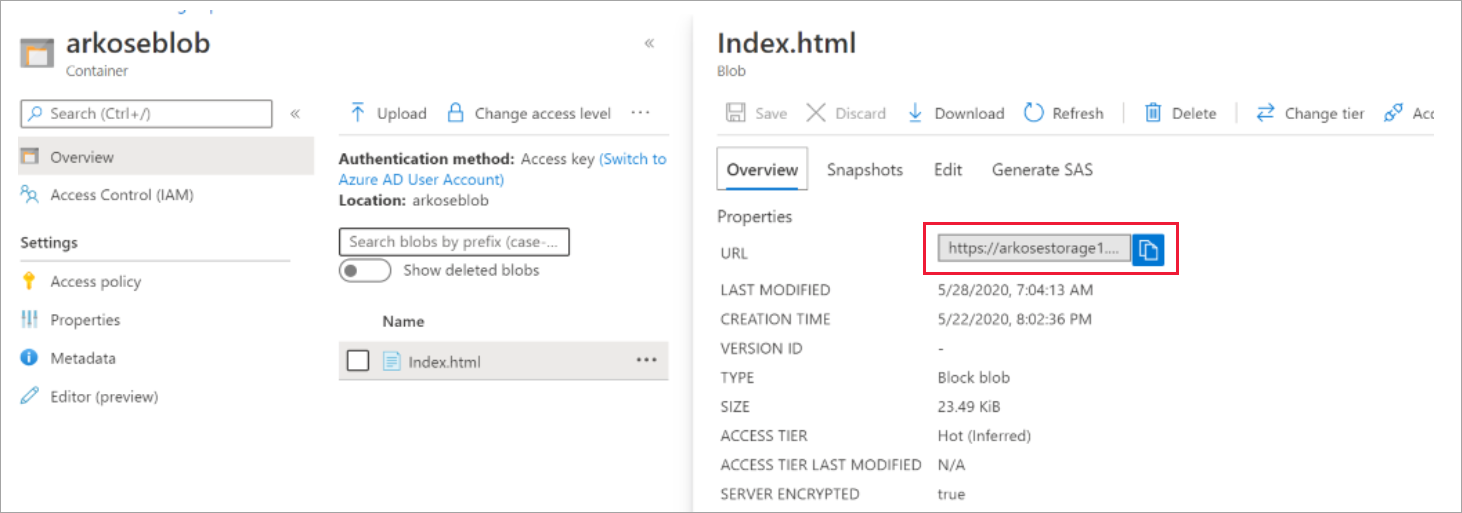 arkoseblob
Container
Search (Ctrl+/)
Overview
Access Control (IAM)
Settings
Access policy
Properties
Metadata
Editor (preview)
Upload
Change access level
Authentication method: Access key (Switch to
Azure AD User Account)
Location: arkoseblob
Search blobs by prefix (case-...
Show deleted blobs
Name
Index.html
Index.html
Blob
Save Discard Download Refresh Delete Change tier Acc
Overview Snapshots Edit Generate SAS
Properties
URL https://arkosestorage1....
LAST MODIFIED 5/28/2020, 7:04:13 AM
CREATION TIME 5/22/2020, 8:02:36 PM
VERSION ID -
TYPE Block blob
SIZE 23.49 KiB
ACCESS TIER Hot (Inferred)
ACCESS TIER LAST MODIFIED N/A
SERVER ENCRYPTED true